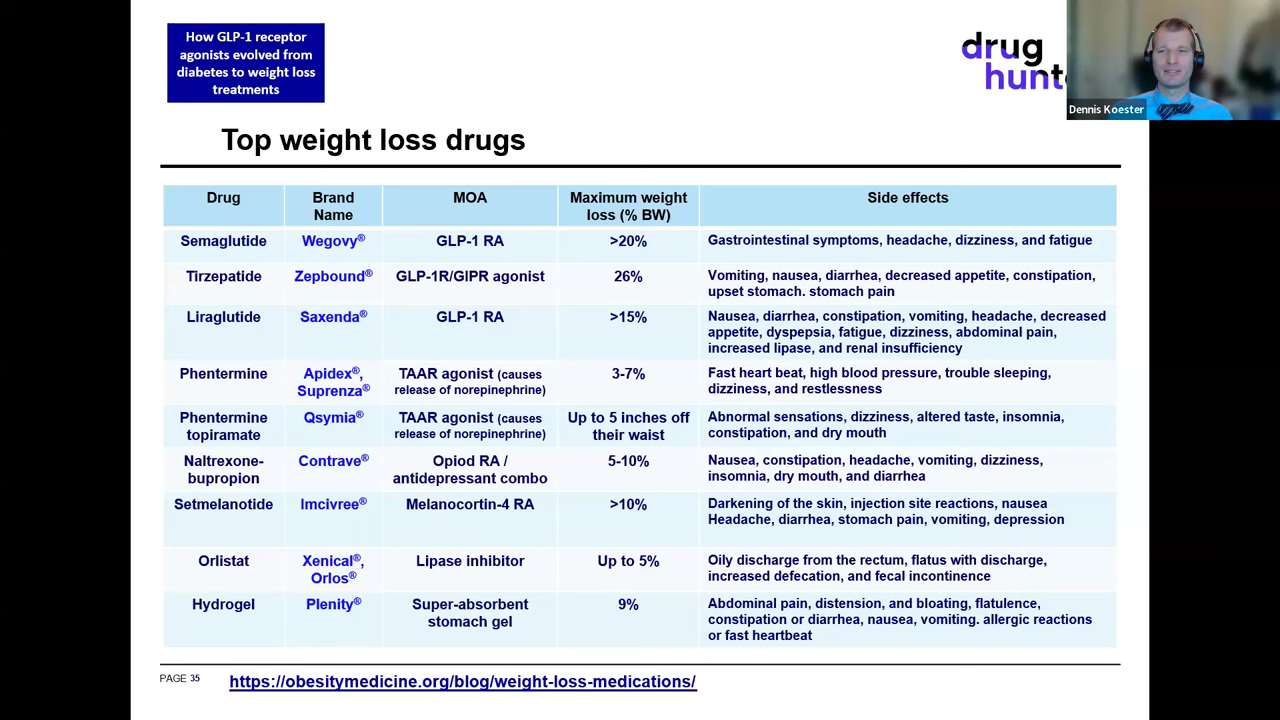 How GLP-1 receptor
agonists evolved from
diabetes to weight loss
treatments
drug
hunt
Dennis Koester
Top weight loss drugs
Drug Brand Name MOA Maximum weight loss (% BW) Side effects
Semaglutide Wegovy® GLP-1 RA >20% Gastrointestinal symptoms, headache, dizziness, and fatigue
Tirzepatide Zepbound® GLP-1R/GIPR agonist 26% Vomiting, nausea, diarrhea, decreased appetite, constipation,
upset stomach. stomach pain
Liraglutide Saxenda® GLP-1 RA >15% Nausea, diarrhea, constipation, vomiting, headache, decreased
appetite, dyspepsia, fatigue, dizziness, abdominal pain,
increased lipase, and renal insufficiency
Phentermine Apidex®, Suprenza® TAAR agonist (causes release of norepinephrine) 3-7% Fast heart beat, high blood pressure, trouble sleeping,
dizziness, and restlessness
Phentermine topiramate Qsymia® TAAR agonist (causes release of norepinephrine) Up to 5 inches off their waist Abnormal sensations, dizziness, altered taste, insomnia,
constipation, and dry mouth
Naltrexone-bupropion Contrave® Opiod RA / antidepressant combo 5-10% Nausea, constipation, headache, vomiting, dizziness,
insomnia, dry mouth, and diarrhea
Setmelanotide Imcivree® Melanocortin-4 RA >10% Darkening of the skin, injection site reactions, nausea
Headache, diarrhea, stomach pain, vomiting, depression
Orlistat Xenical®, Orlos® Lipase inhibitor Up to 5% Oily discharge from the rectum, flatus with discharge,
increased defecation, and fecal incontinence
Hydrogel Plenity® Super-absorbent stomach gel 9% Abdominal pain, distension, and bloating, flatulence,
constipation or diarrhea, nausea, vomiting. allergic reactions
or fast heartbeat
PAGE 35
https://obesitymedicine.org/blog/weight-loss-medications/